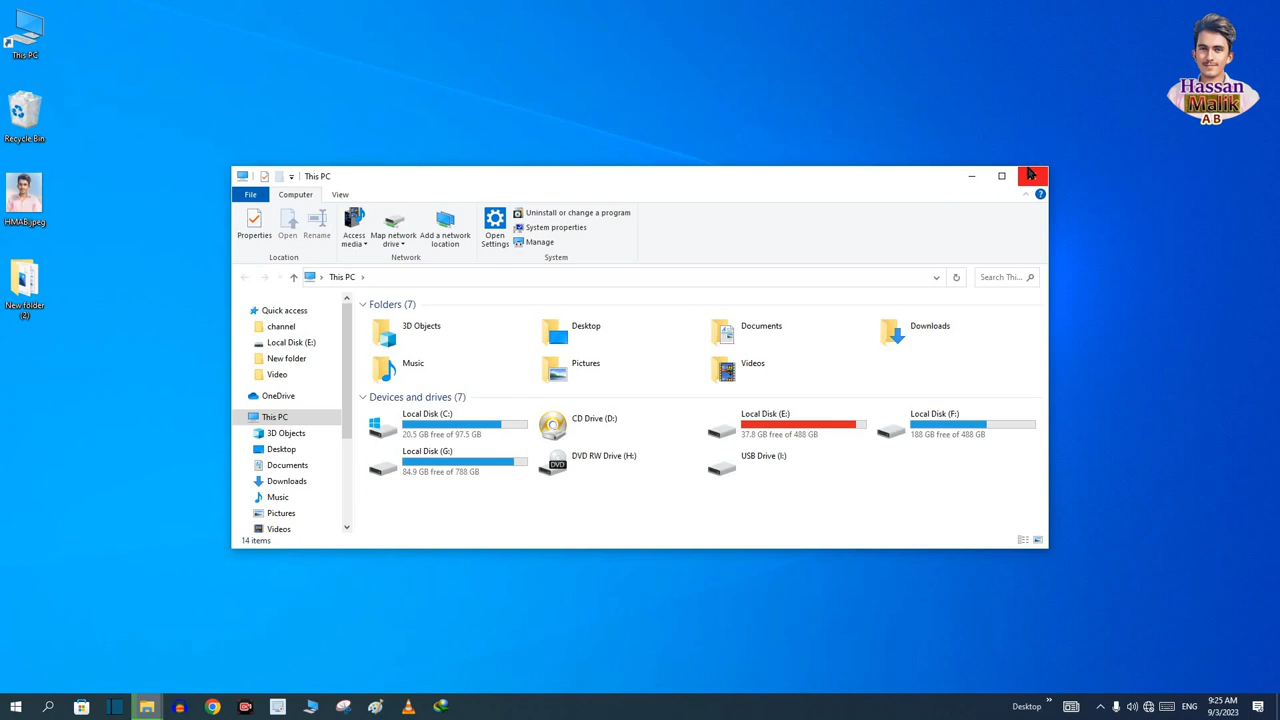 This PC
Recycle Bin
HMAB.jpeg
New folder
(2)
Hassan
Malik
A B
This PC
File Computer View
Properties Open Rename
Location
Access media
Map network drive
Add a network location
Network
Open Settings
Uninstall or change a program
System properties
Manage
System
This PC
Search Thi...
Quick access
channel
Local Disk (E:)
New folder
Video
OneDrive
This PC
3D Objects
Desktop
Documents
Downloads
Music
Pictures
Videos
Folders (7)
3D Objects Desktop Documents Downloads
Music Pictures Videos
Devices and drives (7)
Local Disk (C:)
20.5 GB free of 97.5 GB
CD Drive (D:)
Local Disk (E:)
37.8 GB free of 488 GB
Local Disk (F:)
188 GB free of 488 GB
Local Disk (G:)
84.9 GB free of 788 GB
DVD RW Drive (H:)
DVD
USB Drive (I:)
14 items
Desktop
ENG
9:25 AM
9/3/2023